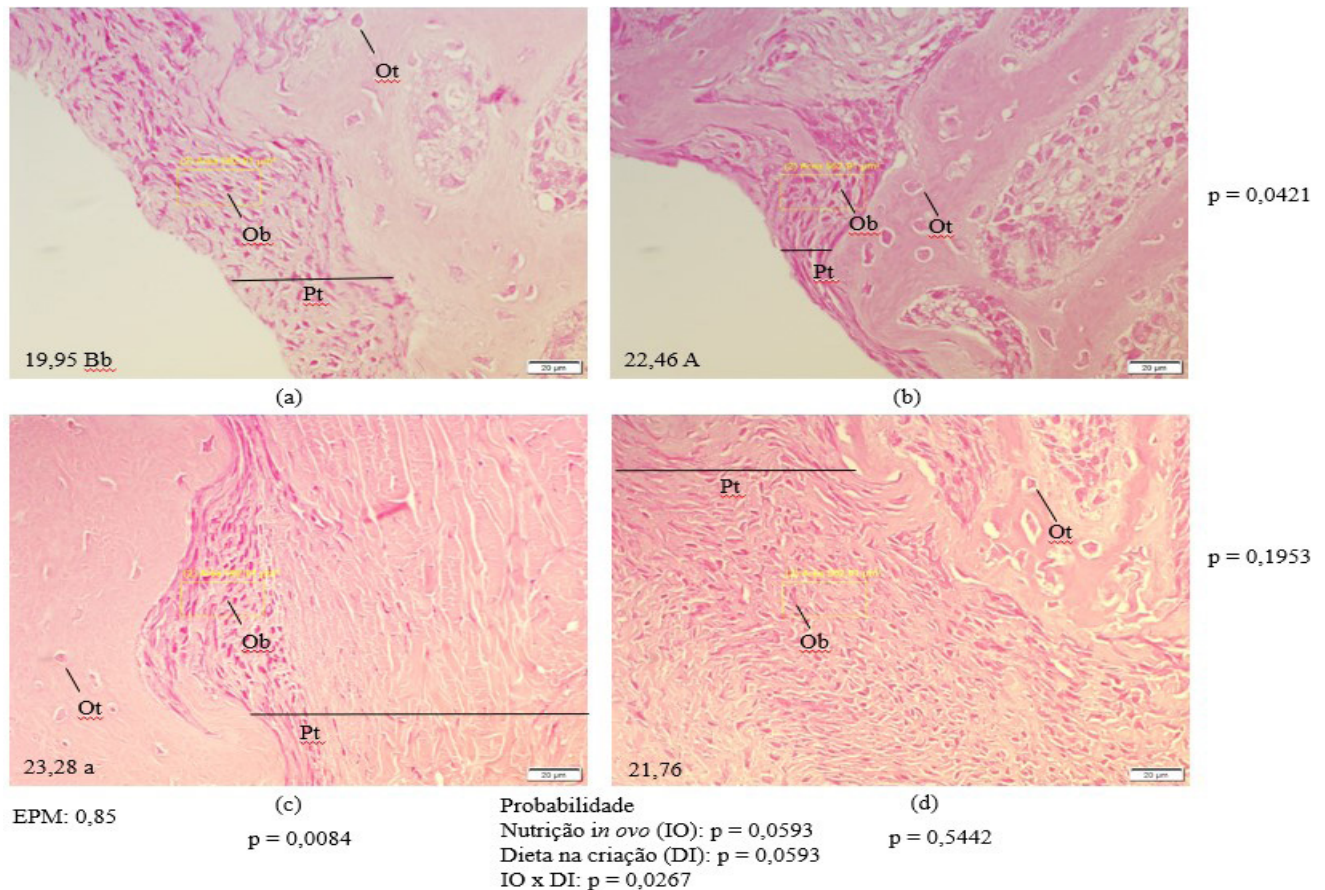 Ot
Ob
Pt
19,95 Bb
20 µm
(a)
Ob
Ot
Pt
22,46 A
20 µm
(b)
p = 0,0421
Ob
Ot
Pt
23,28 a
20 µm
(c)
Pt
Ot
Ob
21,76
20 µm
(d)
p = 0,1953
EPM: 0,85
p = 0,0084
Probabilidade
Nutrição in ovo (IO): p = 0,0593
Dieta na criação (DI): p = 0,0593
IO x DI: p = 0,0267
p = 0,5442